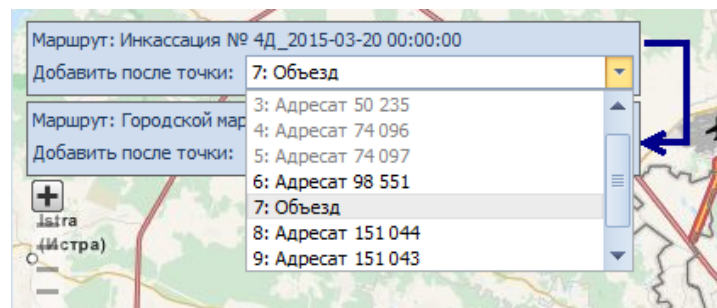 Маршрут: Инкассация № 4Д_2015-03-20 00:00:00
Добавить после точки: 7: Объезд
3: Адресат 50 235
Маршрут: Городской мар
4: Адресат 74 096
Добавить после точки:
5: Адресат 74 097
6: Адресат 98 551
7: Объезд
Istra
(Истра)
8: Адресат 151 044
9: Адресат 151 043